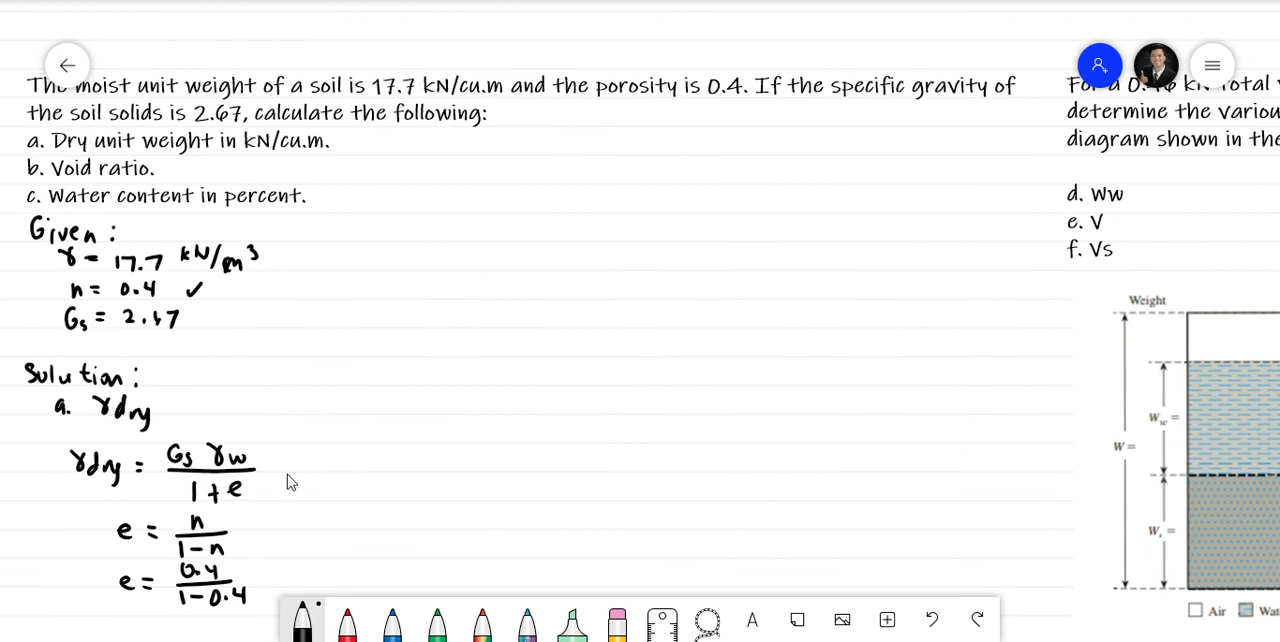 The moist unit weight of a soil is 17.7 kN/cu.m and the porosity is 0.4. If the specific gravity of
the soil solids is 2.67, calculate the following:
a. Dry unit weight in kN/cu.m.
b. Void ratio.
c. Water content in percent.
Given:
γ = 17.7 kN/m³
n = 0.4 ✓
Gs = 2.67
Solution:
a. γdry
γdry = Gs γw / 1 + e
e = n / 1 - n
e = 0.4 / 1 - 0.4
For a 0. total
determine the variou
diagram shown in the
d. Ww
e. V
f. Vs
Weight
Ww =
W =
Ws =
Air Wat
A